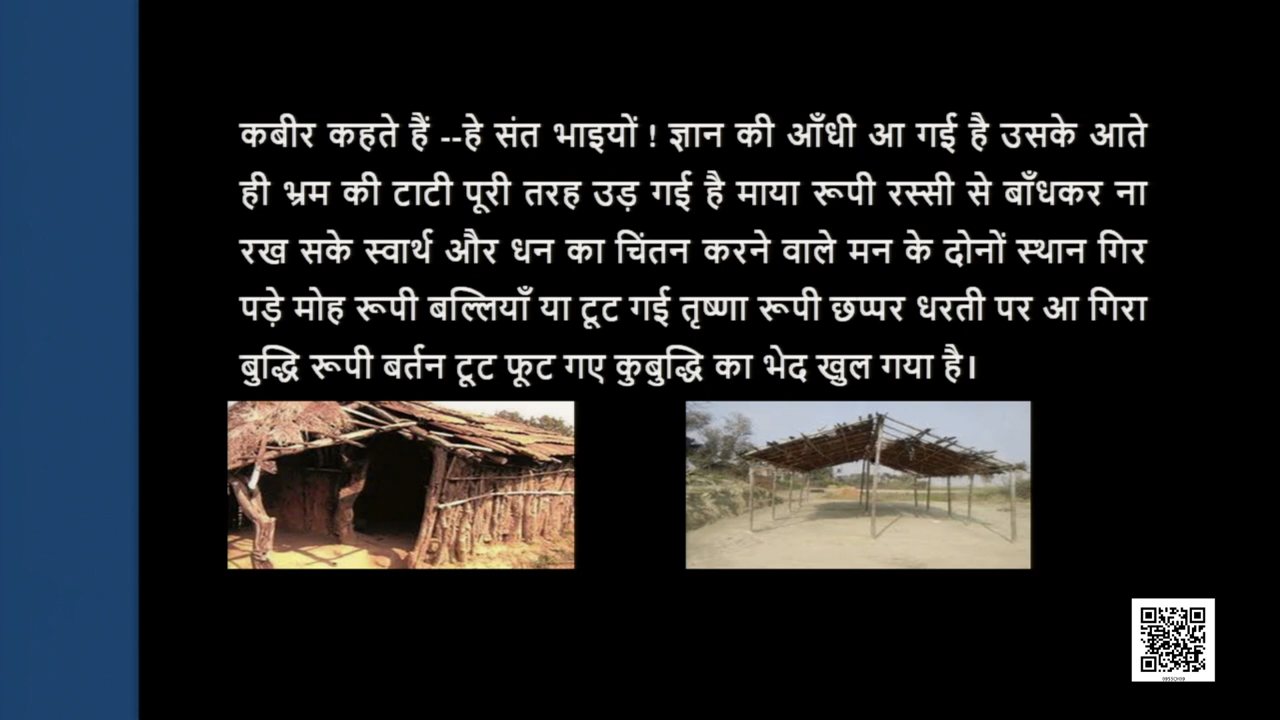 कबीर कहते हैं --हे संत भाइयों ! ज्ञान की आँधी आ गई है उसके आते
ही भ्रम की टाटी पूरी तरह उड़ गई है माया रूपी रस्सी से बाँधकर ना
रख सके स्वार्थ और धन का चिंतन करने वाले मन के दोनों स्थान गिर
पड़े मोह रूपी बल्लियाँ या टूट गई तृष्णा रूपी छप्पर धरती पर आ गिरा
बुद्धि रूपी बर्तन टूट फूट गए कुबुद्धि का भेद खुल गया है।